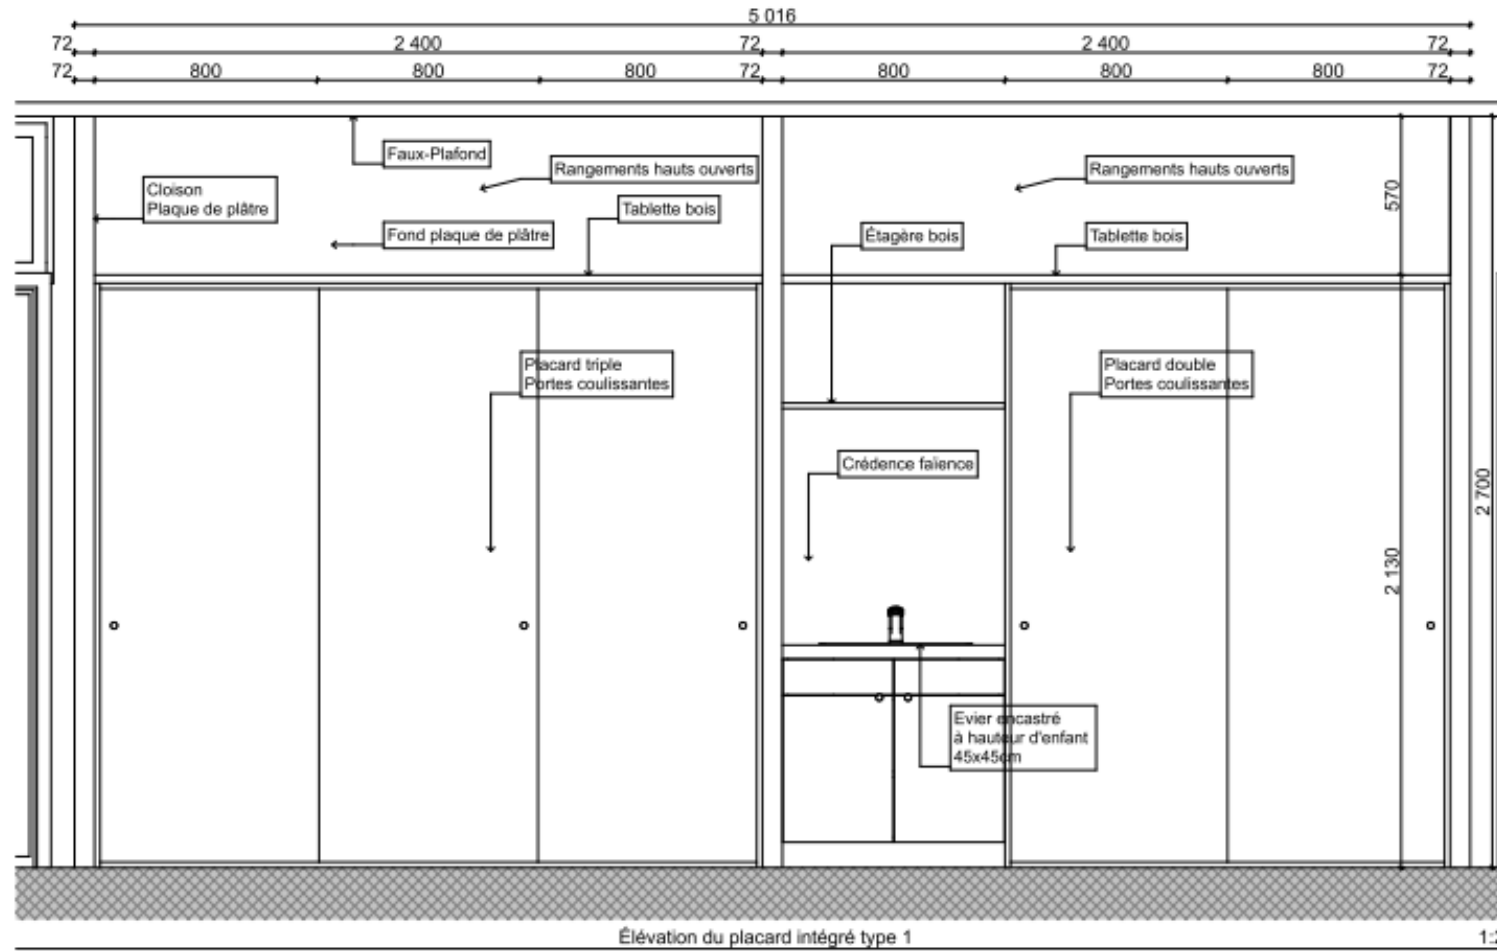 5 016
72 2 400 72 2 400 72
72 800 800 800 72 800 800 800 72
Faux-Plafond
Rangements hauts ouverts
Rangements hauts ouverts
Cloison
Plaque de plâtre
570
Tablette bois
Fond plaque de plâtre
Étagère bois
Tablette bois
Placard triple
Portes coulissantes
Placard double
Portes coulissantes
Crédence faïence
2 700
2 130
Evier encastré
à hauteur d'enfant
45x45cm
Élévation du placard intégré type 1